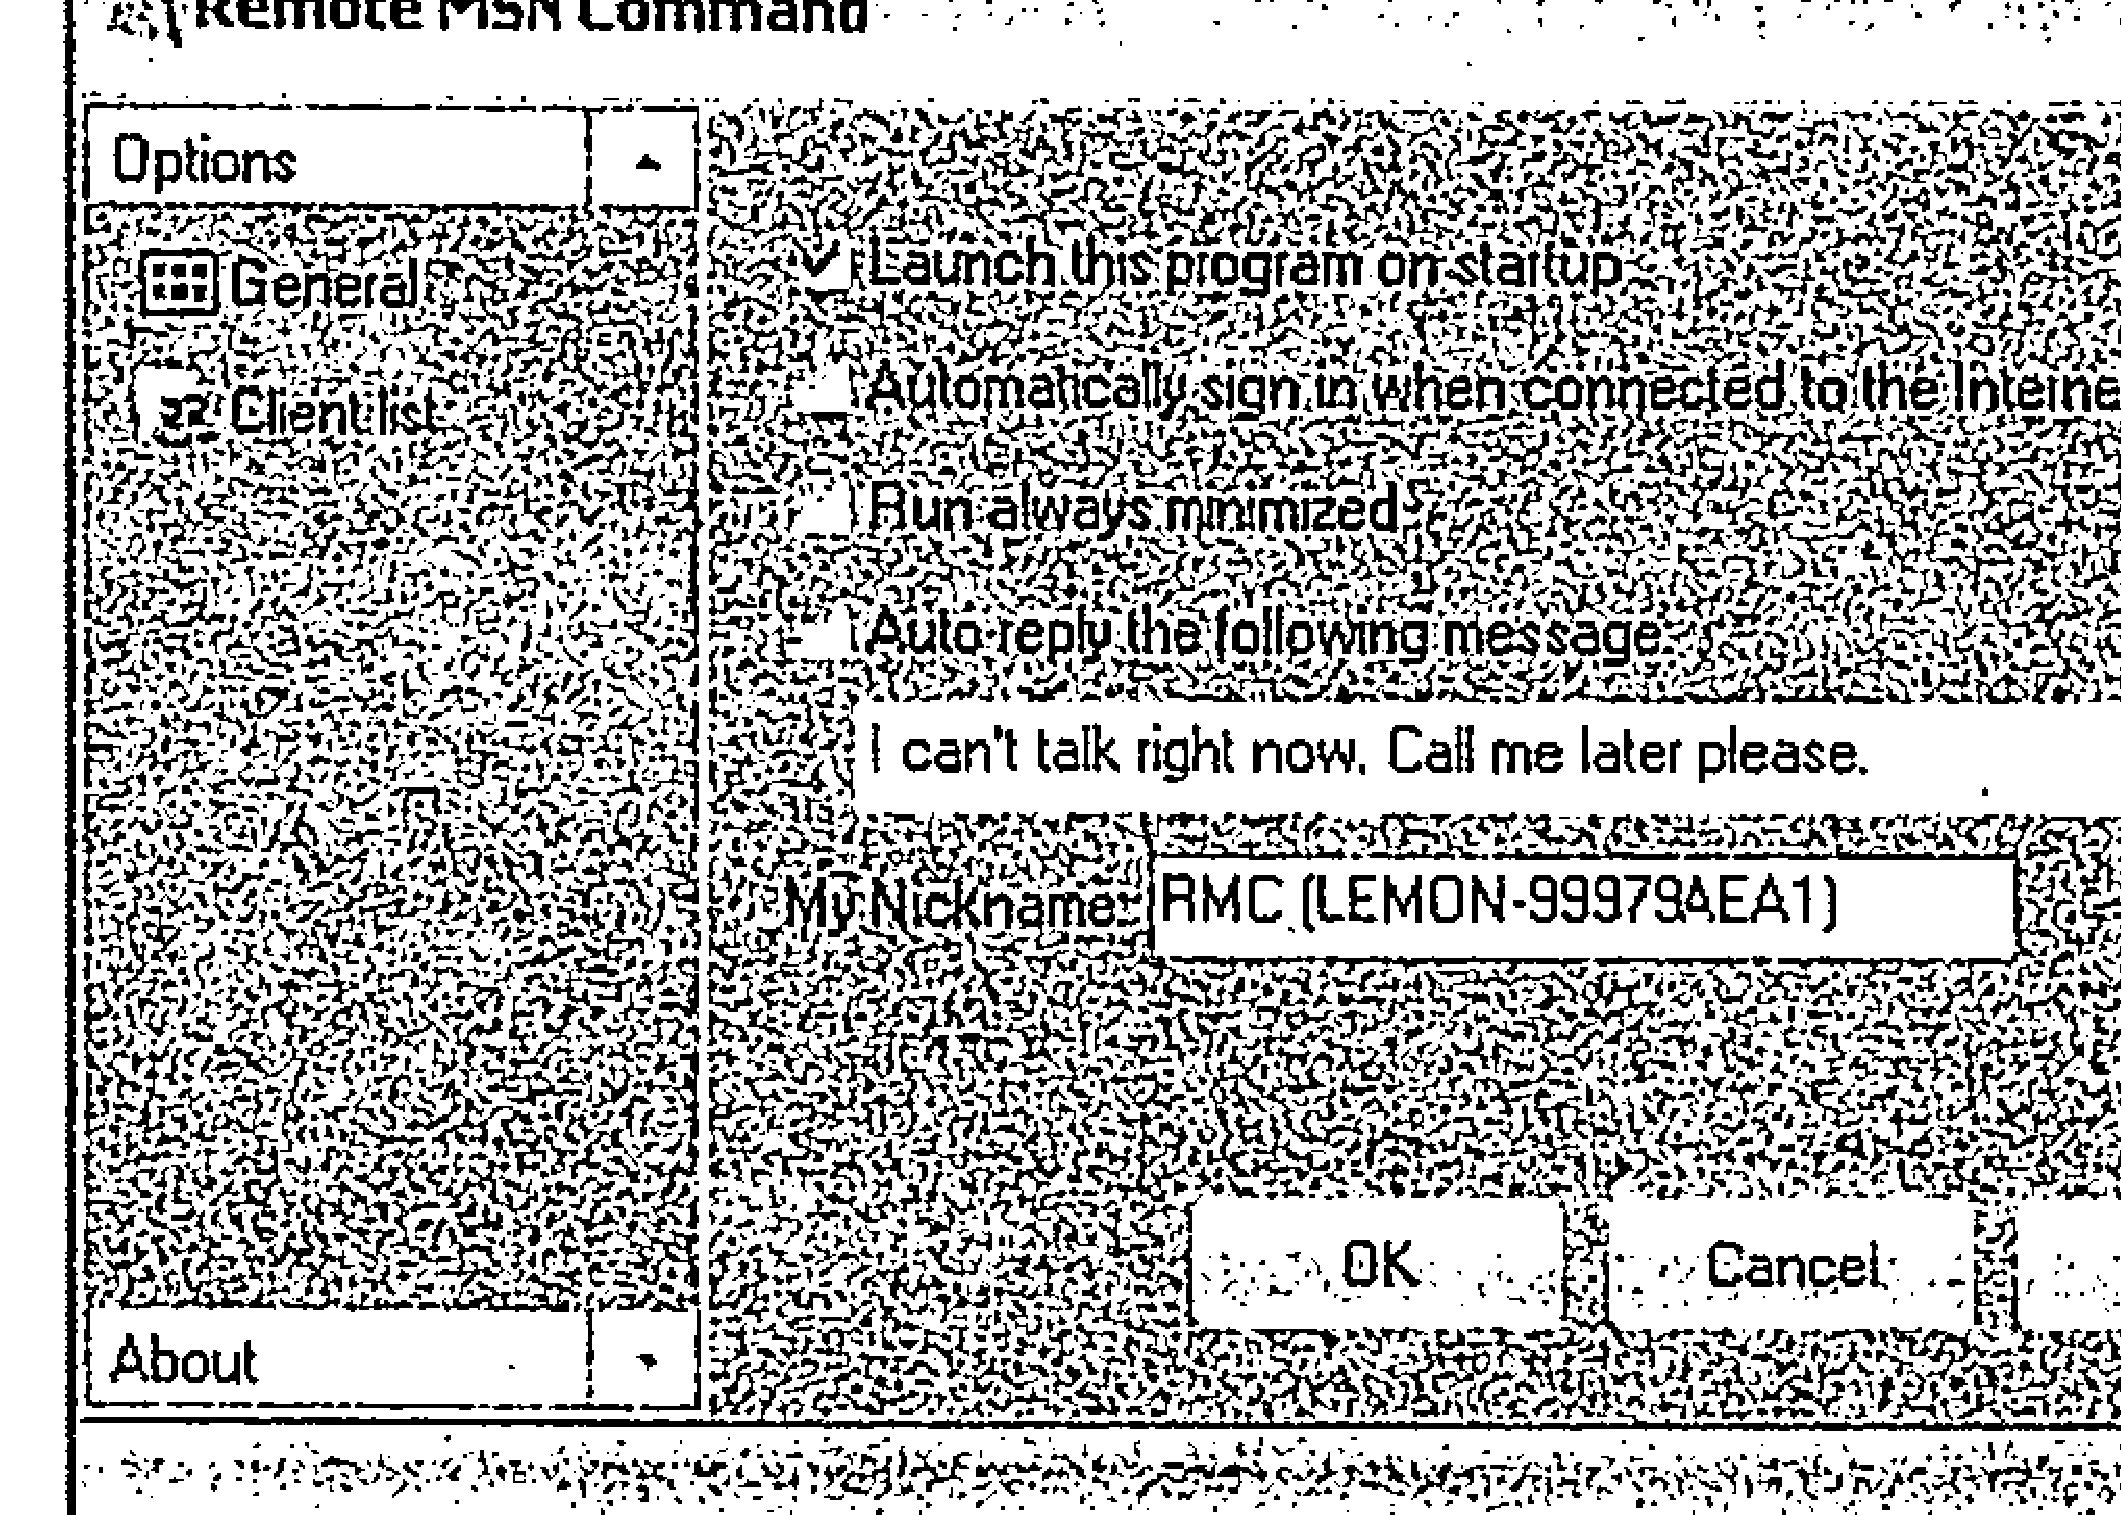 Remote MSN Command
Options
General
Client list
Launch this program on startup
Automatically sign in when connected to the Interne
Run always minimized
Auto reply the following message
I can't talk right now. Call me later please.
My Nickname: RMC (LEMON-99979AEA1)
OK Cancel
About